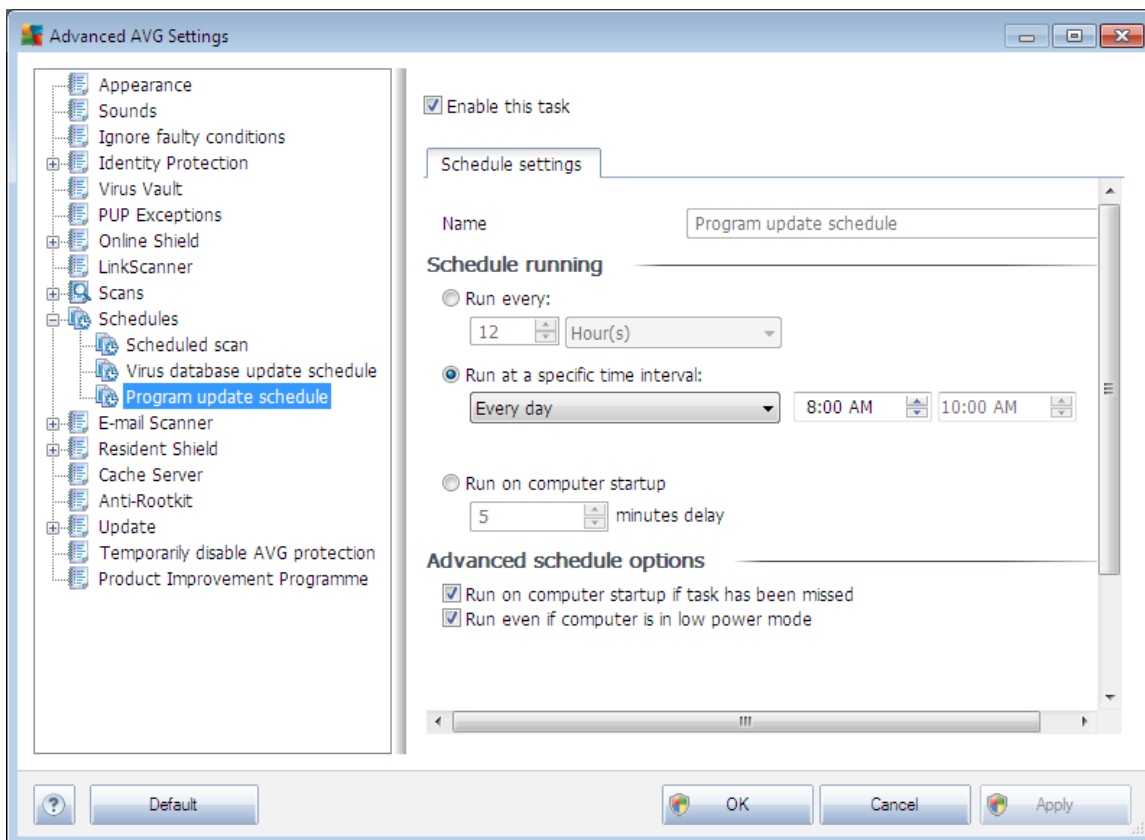 Advanced AVG Settings
Appearance
Sounds
Ignore faulty conditions
Identity Protection
Virus Vault
PUP Exceptions
Online Shield
LinkScanner
Scans
Schedules
Scheduled scan
Virus database update schedule
Program update schedule
E-mail Scanner
Resident Shield
Cache Server
Anti-Rootkit
Update
Temporarily disable AVG protection
Product Improvement Programme
Enable this task
Schedule settings
Name Program update schedule
Schedule running
Run every:
12 Hour(s)
Run at a specific time interval:
Every day 8:00 AM 10:00 AM
Run on computer startup
5 minutes delay
Advanced schedule options
Run on computer startup if task has been missed
Run even if computer is in low power mode
? Default OK Cancel Apply